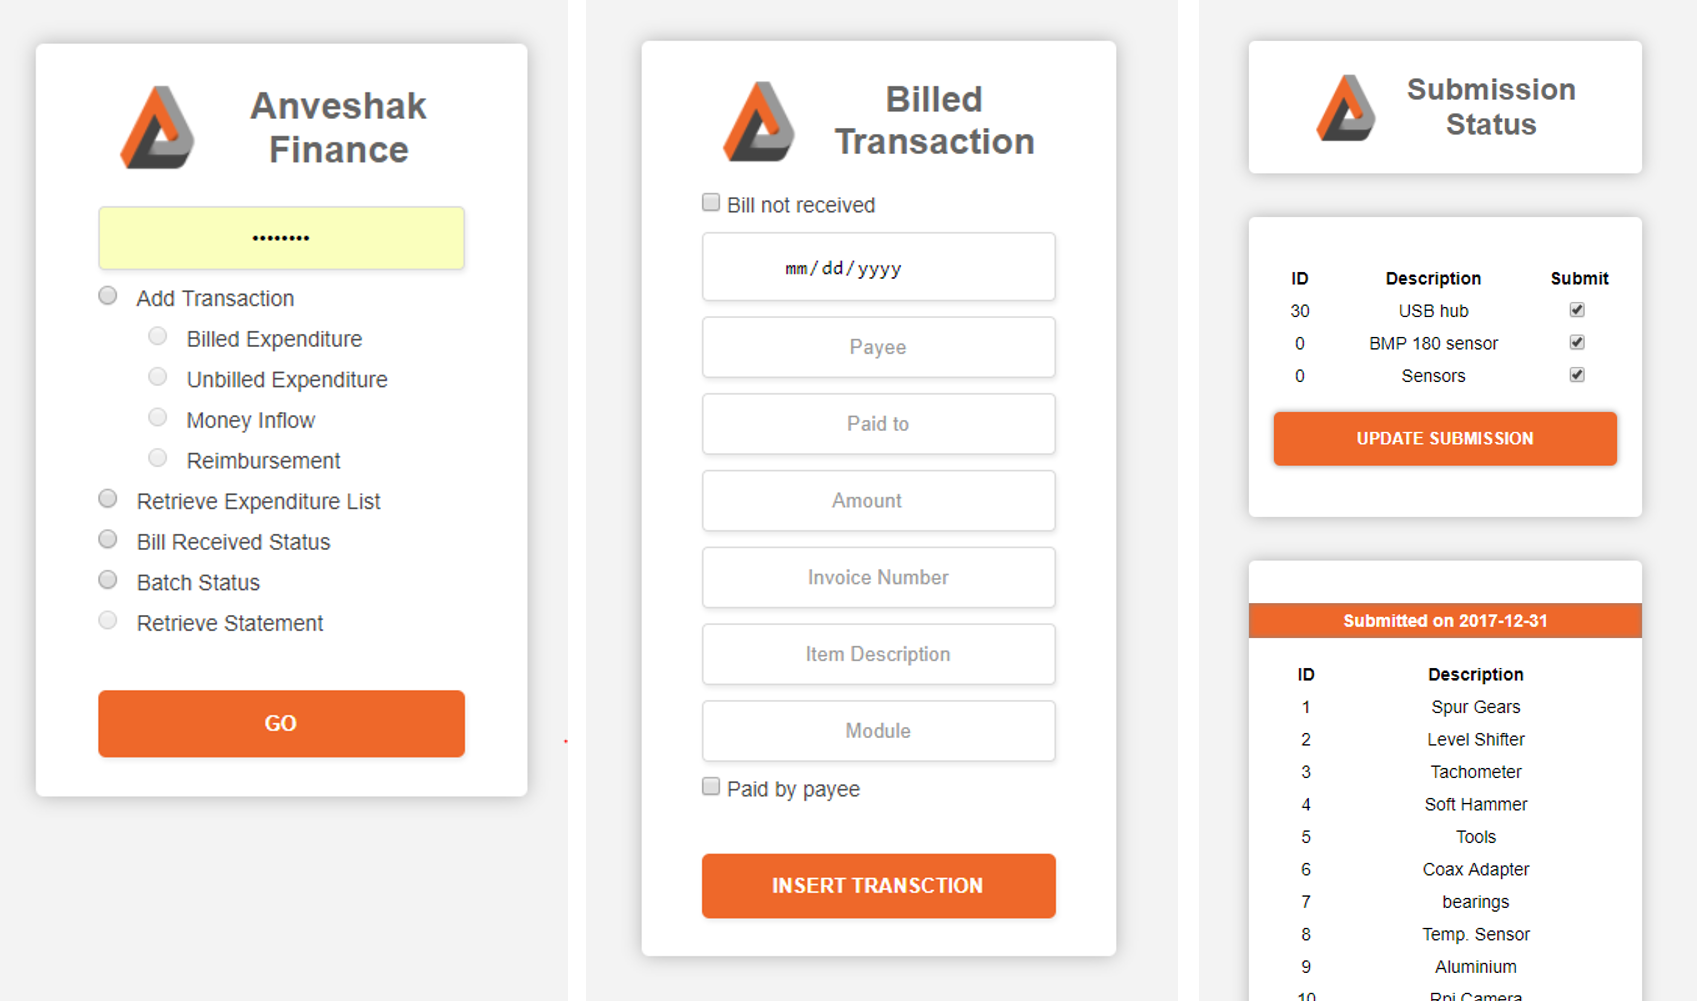 Anveshak
Finance
••••••••
Add Transaction
Billed Expenditure
Unbilled Expenditure
Money Inflow
Reimbursement
Retrieve Expenditure List
Bill Received Status
Batch Status
Retrieve Statement
GO
Billed
Transaction
Bill not received
mm/dd/yyyy
Payee
Paid to
Amount
Invoice Number
Item Description
Module
Paid by payee
INSERT TRANSCTION
Submission
Status
ID Description Submit
30 USB hub
0 BMP 180 sensor
0 Sensors
UPDATE SUBMISSION
Submitted on 2017-12-31
ID Description
1 Spur Gears
2 Level Shifter
3 Tachometer
4 Soft Hammer
5 Tools
6 Coax Adapter
7 bearings
8 Temp. Sensor
9 Aluminium
10 Rpi Camera